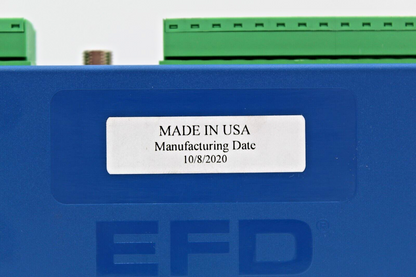 MADE IN USA
Manufacturing Date
10/8/2020
EFD®